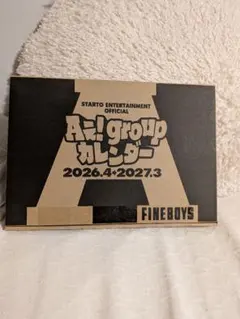 STARTO ENTERTAINMENT
OFFICIAL
Aぇ! group
カレンダー
2026.4→2027.3
FINEBOYS